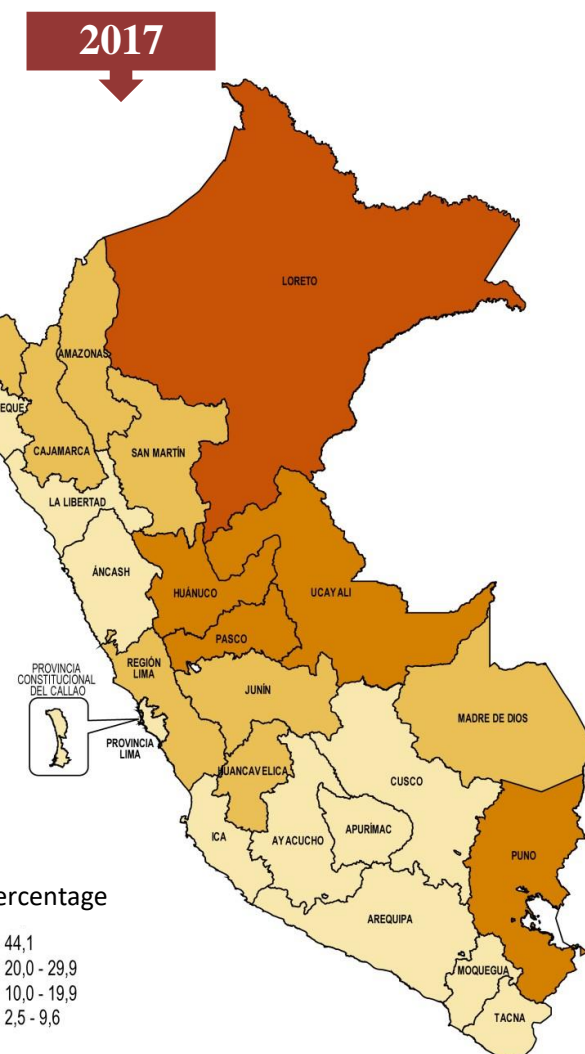 2017
LORETO
AMAZONAS
EQUE
CAJAMARCA
SAN MARTÍN
LA LIBERTAD
ÁNCASH
HUÁNUCO
UCAYALI
PASCO
PROVINCIA
CONSTITUCIONAL
DEL CALLAO
REGIÓN
LIMA
JUNÍN
MADRE DE DIOS
PROVINCIA
LIMA
HUANCAVELICA
CUSCO
ICA
AYACUCHO
APURÍMAC
PUNO
AREQUIPA
MOQUEGUA
TACNA
ercentage
44,1
20,0 - 29,9
10,0 - 19,9
2,5 - 9,6